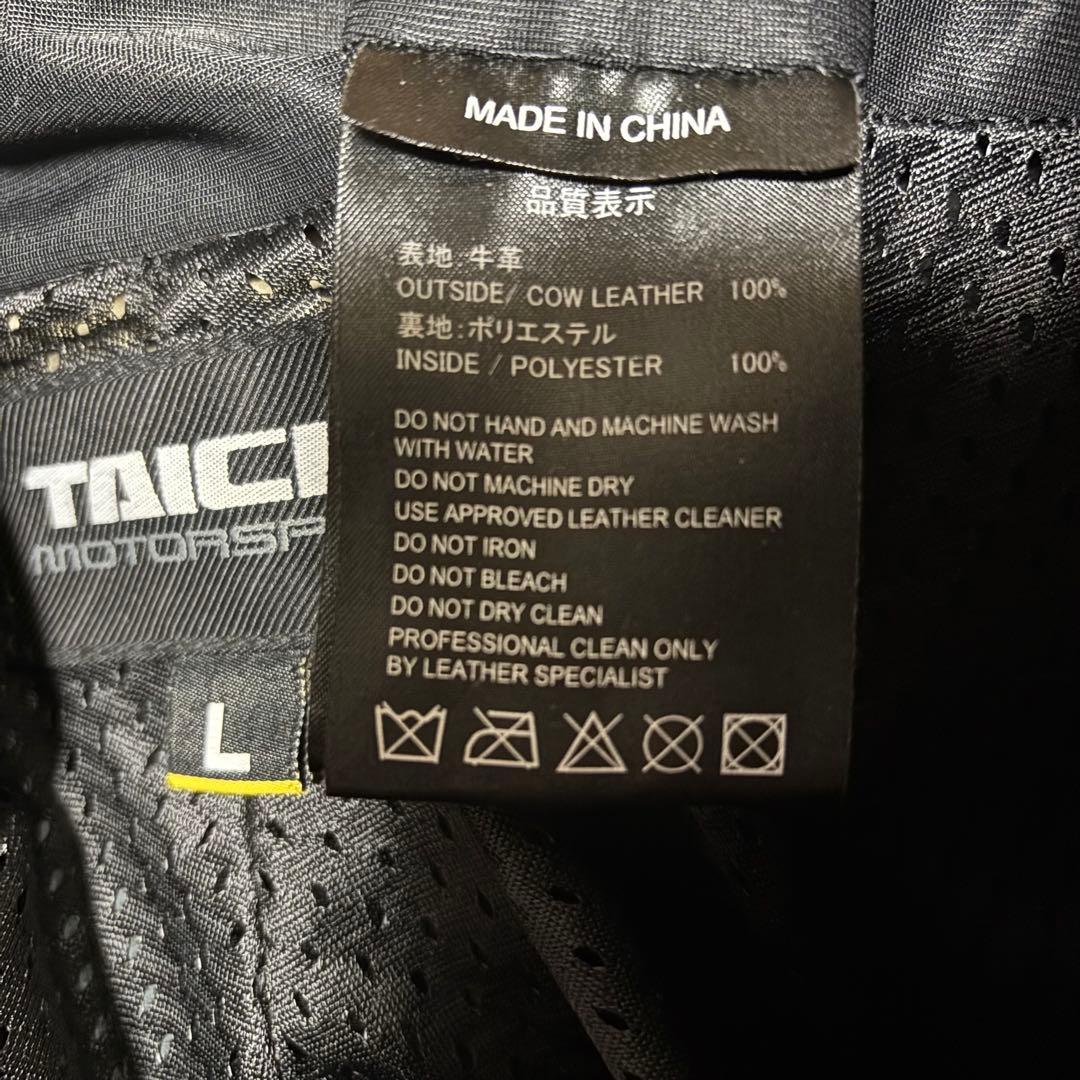 MADE IN CHINA
品質表示
表地:牛革
OUTSIDE/ COW LEATHER 100%
裏地:ポリエステル
INSIDE / POLYESTER 100%
DO NOT HAND AND MACHINE WASH
WITH WATER
DO NOT MACHINE DRY
USE APPROVED LEATHER CLEANER
DO NOT IRON
DO NOT BLEACH
DO NOT DRY CLEAN
PROFESSIONAL CLEAN ONLY
BY LEATHER SPECIALIST
TAICH
MOTORSP
L